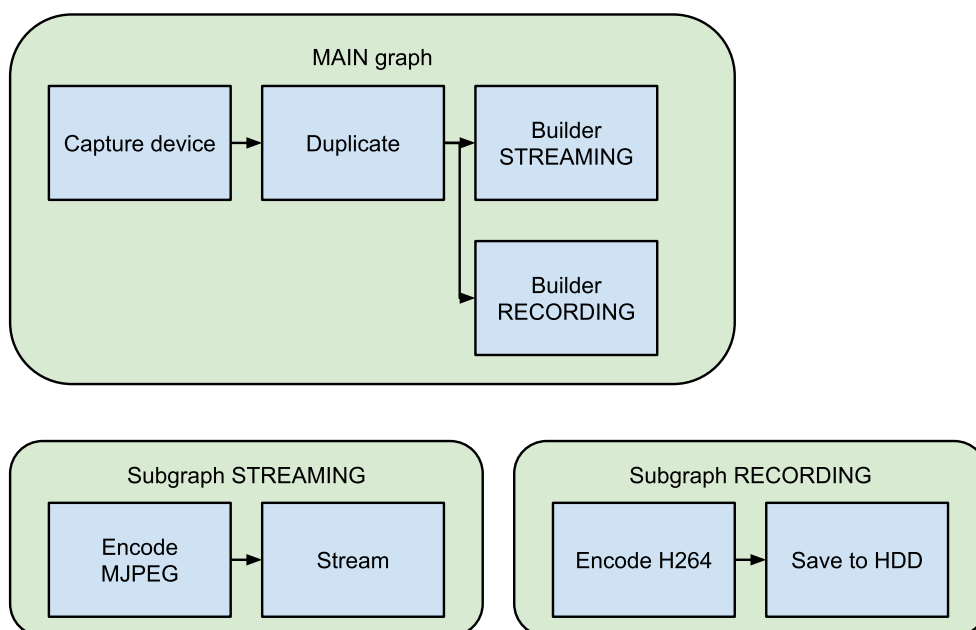 MAIN graph
Capture device
Duplicate
Builder
STREAMING
Builder
RECORDING
Subgraph STREAMING
Encode
MJPEG
Stream
Subgraph RECORDING
Encode H264
Save to HDD